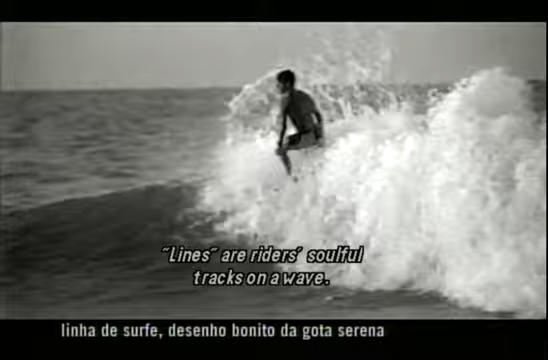 "Lines" are riders' soulful
tracks on a wave.
linha de surfe, desenho bonito da gota serena